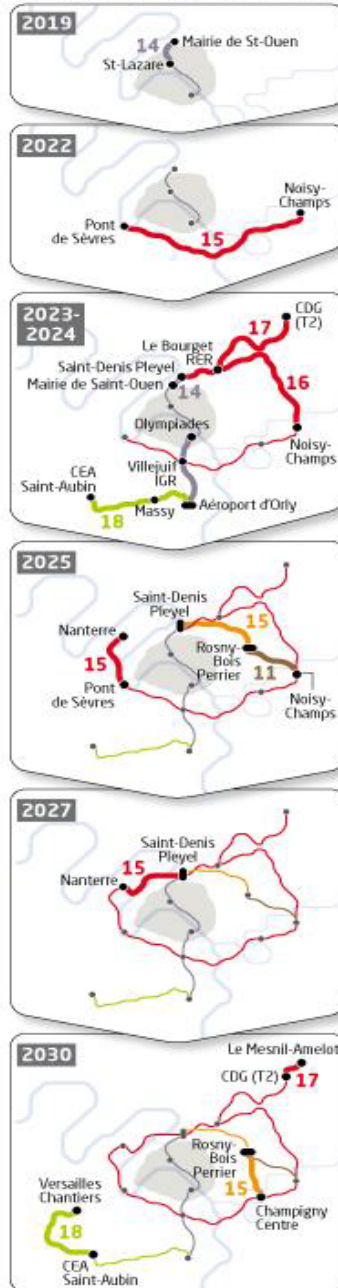 2019
14
Mairie de St-Ouen
St-Lazare
2022
Noisy-
Champs
Pont
de Sèvres
15
2023-
2024
CDG
(T2)
17
Le Bourget
RER
Saint-Denis Pleyel
Mairie de Saint-Ouen
14
16
Olympiades
Noisy-
Champs
Villejuif
IGR
CEA
Saint-Aubin
Massy
Aéroport d'Orly
18
2025
Saint-Denis
Pleyel
15
Nanterre
Rosny-
Bois
Perrier
15
11
Pont
de Sèvres
Noisy-
Champs
2027
Saint-Denis
Pleyel
15
Nanterre
2030
Le Mesnil-Amelot
CDG (T2)
17
Rosny-
Bois
Perrier
Versailles
Chantiers
15
Champigny
Centre
18
CEA
Saint-Aubin